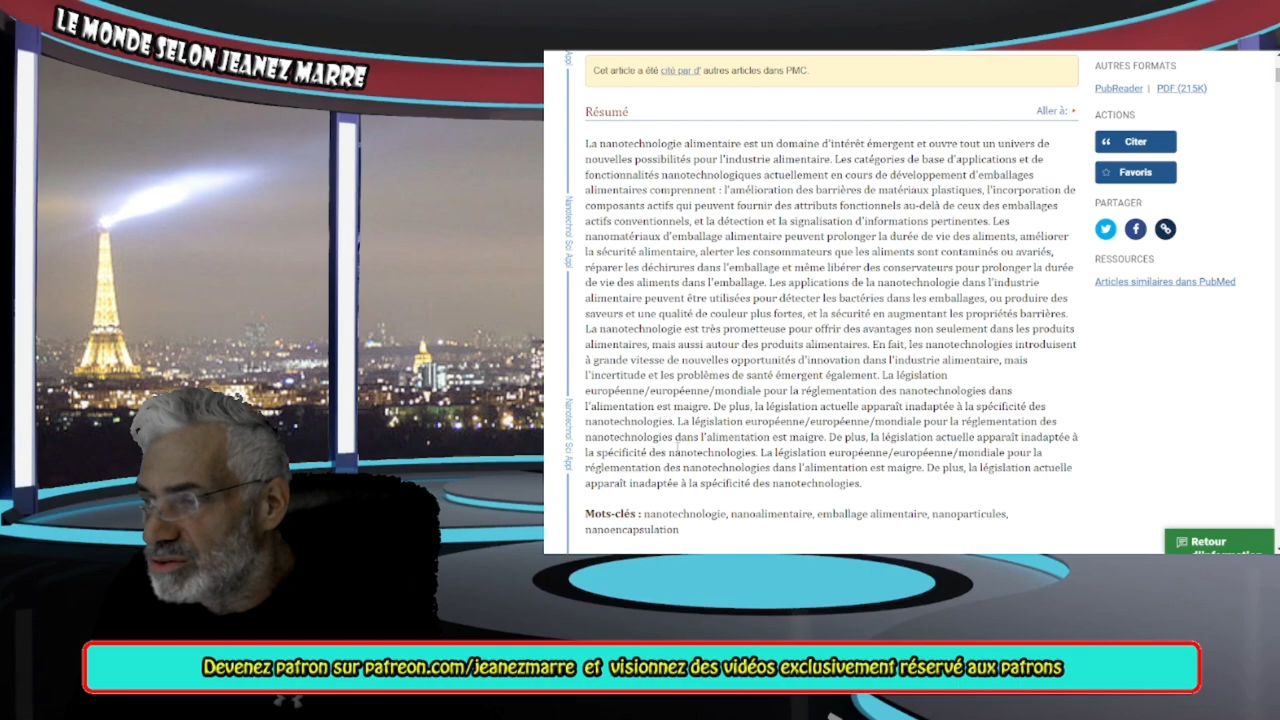 LE MONDE SELON JEANEZ MARRE
Cet article a été cité par d' autres articles dans PMC.
Résumé
Aller à:
La nanotechnologie alimentaire est un domaine d'intérêt émergent et ouvre tout un univers de
nouvelles possibilités pour l'industrie alimentaire. Les catégories de base d'applications et de
fonctionnalités nanotechnologiques actuellement en cours de développement d'emballages
alimentaires comprennent : l'amélioration des barrières de matériaux plastiques, l'incorporation de
composants actifs qui peuvent fournir des attributs fonctionnels au-delà de ceux des emballages
actifs conventionnels, et la détection et la signalisation d'informations pertinentes. Les
nanomatériaux d'emballage alimentaire peuvent prolonger la durée de vie des aliments, améliorer
la sécurité alimentaire, alerter les consommateurs que les aliments sont contaminés ou avariés,
réparer les déchirures dans l'emballage et même libérer des conservateurs pour prolonger la durée
de vie des aliments dans l'emballage. Les applications de la nanotechnologie dans l'industrie
alimentaire peuvent être utilisées pour détecter les bactéries dans les emballages, ou produire des
saveurs et une qualité de couleur plus fortes, et la sécurité en augmentant les propriétés barrières.
La nanotechnologie est très prometteuse pour offrir des avantages non seulement dans les produits
alimentaires, mais aussi autour des produits alimentaires. En fait, les nanotechnologies introduisent
à grande vitesse de nouvelles opportunités d'innovation dans l'industrie alimentaire, mais
l'incertitude et les problèmes de santé émergent également. La législation
européenne/européenne/mondiale pour la réglementation des nanotechnologies dans
l'alimentation est maigre. De plus, la législation actuelle apparaît inadaptée à la spécificité des
nanotechnologies. La législation européenne/européenne/mondiale pour la réglementation des
nanotechnologies dans l'alimentation est maigre. De plus, la législation actuelle apparaît inadaptée à
la spécificité des nanotechnologies. La législation européenne/européenne/mondiale pour la
réglementation des nanotechnologies dans l'alimentation est maigre. De plus, la législation actuelle
apparaît inadaptée à la spécificité des nanotechnologies.
Mots-clés : nanotechnologie, nanoalimentaire, emballage alimentaire, nanoparticules,
nanoencapsulation
Appl
Nanotechnol Sci Appl
Nanotechnol Sci Appl
AUTRES FORMATS
PubReader | PDF (215K)
ACTIONS
Citer
Favoris
PARTAGER
RESSOURCES
Articles similaires dans PubMed
Retour
d'information
Devenez patron sur patreon.com/jeanezmarre et visionnez des vidéos exclusivement réservé aux patrons